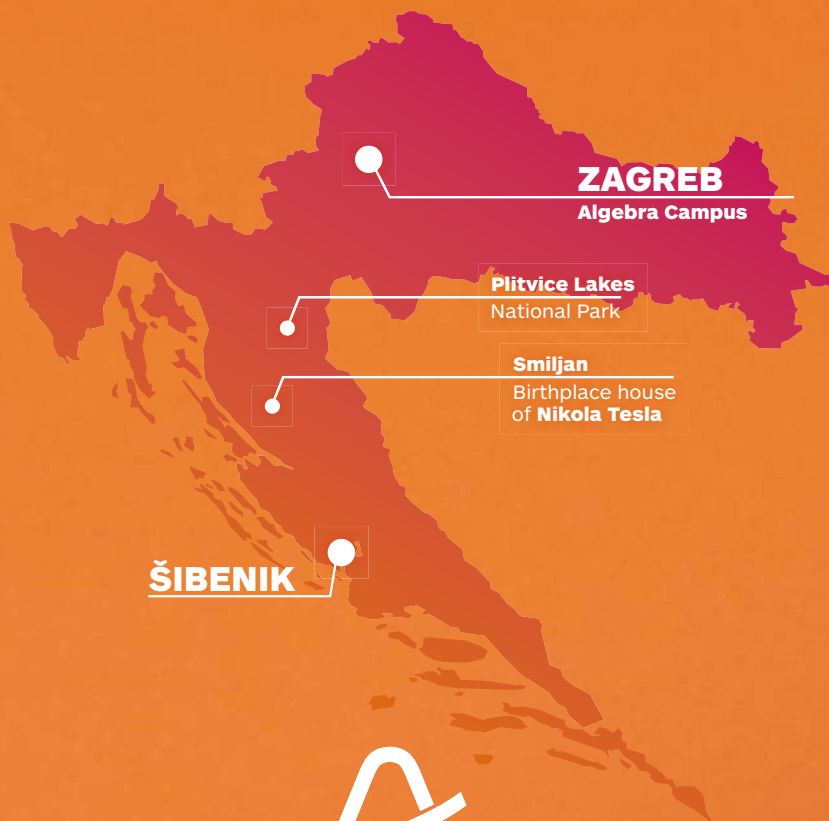 ZAGREB
Algebra Campus
Plitvice Lakes
National Park
Smiljan
Birthplace house
of Nikola Tesla
ŠIBENIK